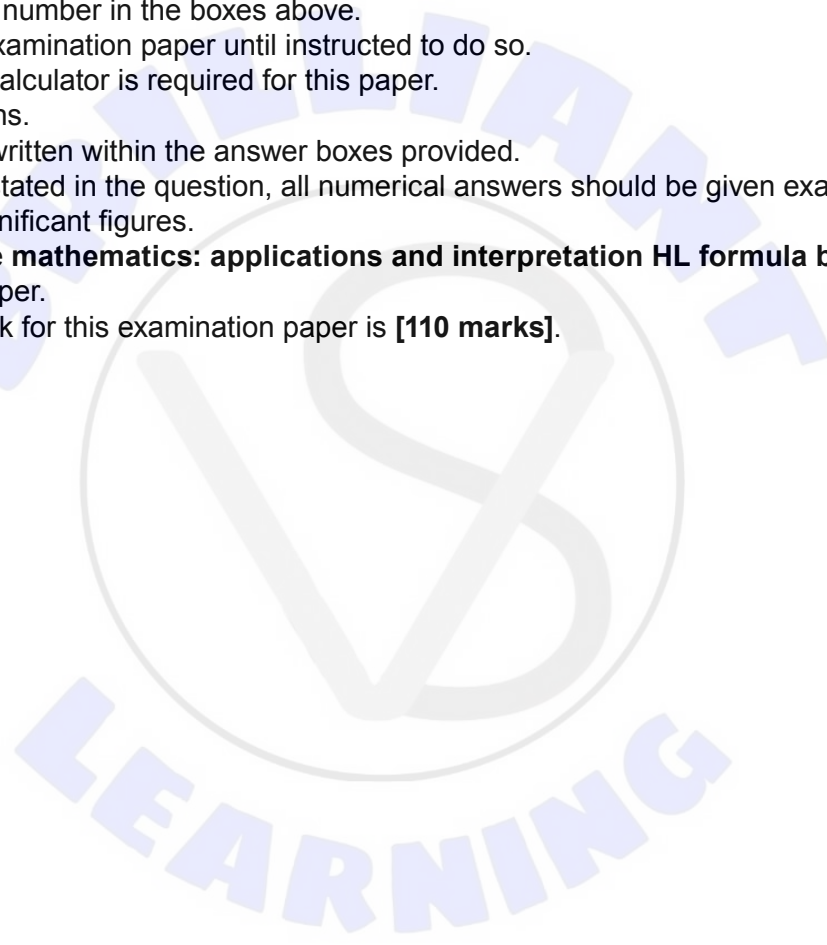 number in the boxes above.
xamination paper until instructed to do so.
alculator is required for this paper.
ns.
written within the answer boxes provided.
tated in the question, all numerical answers should be given exa
nificant figures.
e mathematics: applications and interpretation HL formula b
per.
k for this examination paper is [110 marks].
BRILLIANT
VS
LEARNING